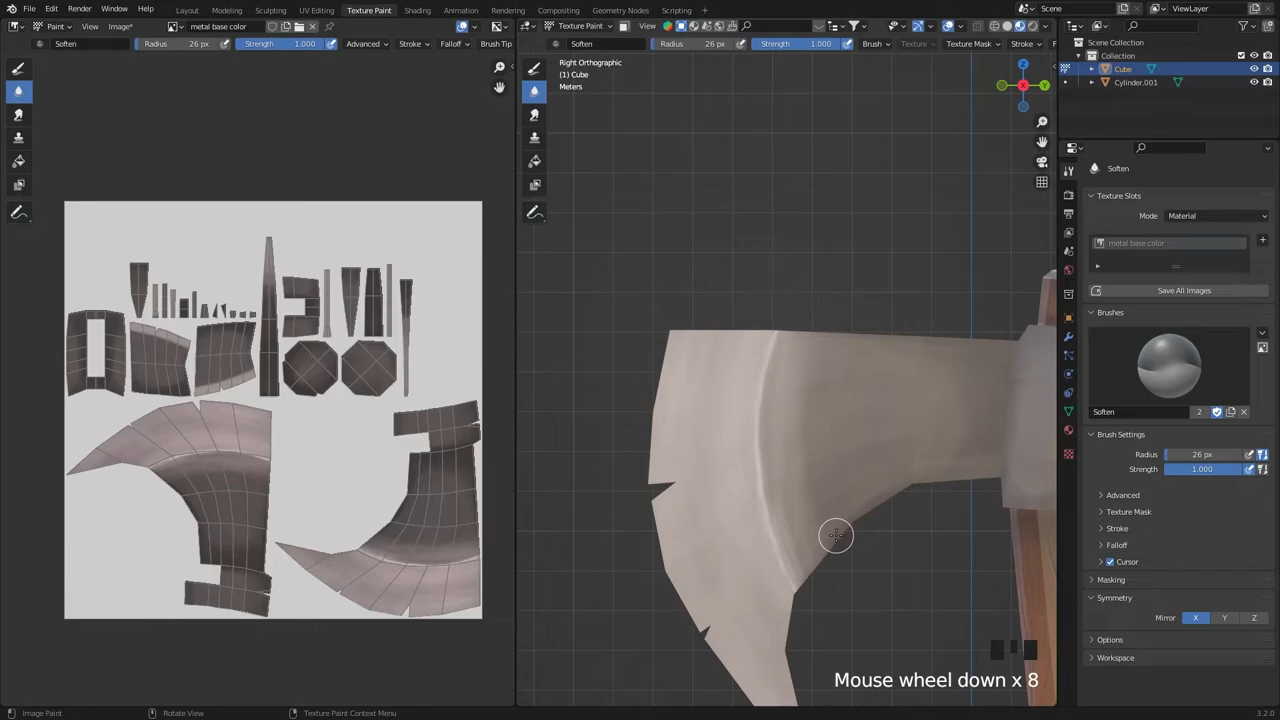 File Edit Render Window Help Layout Modeling Sculpting UV Editing Texture Paint Shading Animation Rendering Compositing Geometry Nodes Scripting + Scene ViewLayer
Paint View Image* metal base color Texture Paint View
Soften Radius 26 px Strength 1.000 Advanced Stroke Falloff Brush Tip Soften Radius 26 px Strength 1.000 Brush Texture Texture Mask Stroke
Right Orthographic
(1) Cube
Meters
Z
X
Y
Scene Collection
Collection
Cube
Cylinder.001
Soften
Texture Slots
Mode Material
metal base color
Save All Images
Brushes
Soften 2
Brush Settings
Radius 26 px
Strength 1.000
Advanced
Texture Mask
Stroke
Falloff
Cursor
Masking
Symmetry
Mirror X Y Z
Options
Workspace
Mouse wheel down x 8
Image Paint Rotate View Texture Paint Context Menu 3.2.0